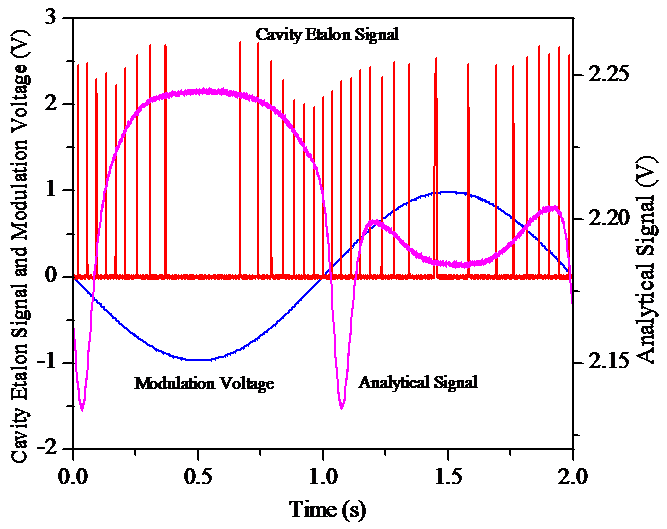 Cavity Etalon Signal and Modulation Voltage (V)
3
2
1
0
-1
-2
Cavity Etalon Signal
Modulation Voltage
Analytical Signal
2.25
2.20
2.15
Analytical Signal (V)
0.0 0.5 1.0 1.5 2.0
Time (s)